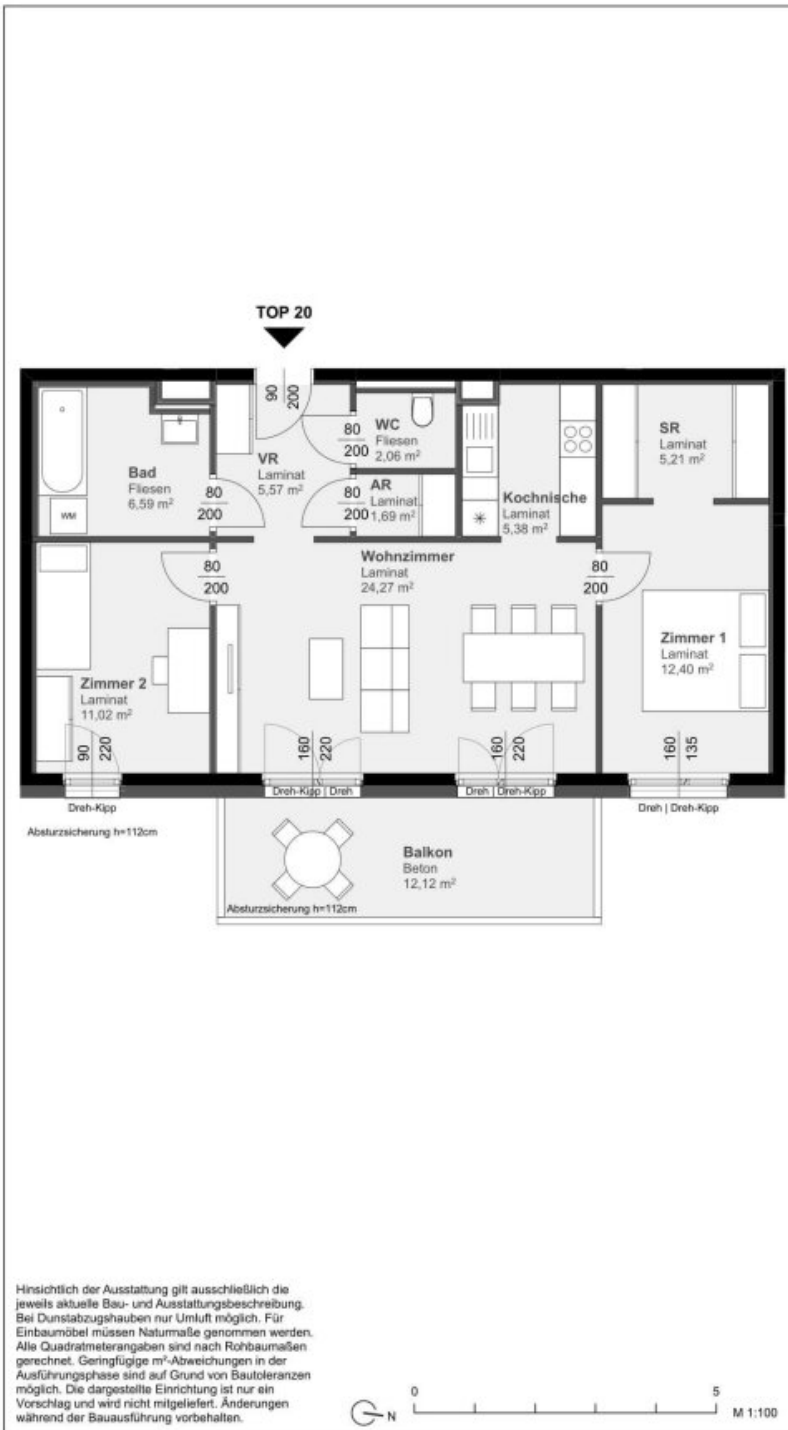 TOP 20
90
200
Bad
Fliesen
6,59 m²
WM
80
200
VR
Laminat
5,57 m²
80
200
WC
Fliesen
2,06 m²
80
200
AR
Laminat
1,69 m²
Kochnische
Laminat
5,38 m²
SR
Laminat
5,21 m²
80
200
Wohnzimmer
Laminat
24,27 m²
80
200
Zimmer 1
Laminat
12,40 m²
Zimmer 2
Laminat
11,02 m²
90
220
160
220
160
220
160
135
Dreh-Kipp
Dreh-Kipp | Dreh
Dreh | Dreh-Kipp
Dreh | Dreh-Kipp
Absturzsicherung h=112cm
Balkon
Beton
12,12 m²
Absturzsicherung h=112cm
Hinsichtlich der Ausstattung gilt ausschließlich die
jeweils aktuelle Bau- und Ausstattungsbeschreibung.
Bei Dunstabzugshauben nur Umluft möglich. Für
Einbaumöbel müssen Naturmaße genommen werden.
Alle Quadratmeterangaben sind nach Rohbaumaßen
gerechnet. Geringfügige m²-Abweichungen in der
Ausführungsphase sind auf Grund von Bautoleranzen
möglich. Die dargestellte Einrichtung ist nur ein
Vorschlag und wird nicht mitgeliefert. Änderungen
während der Bauausführung vorbehalten.
N
0
5
M 1:100